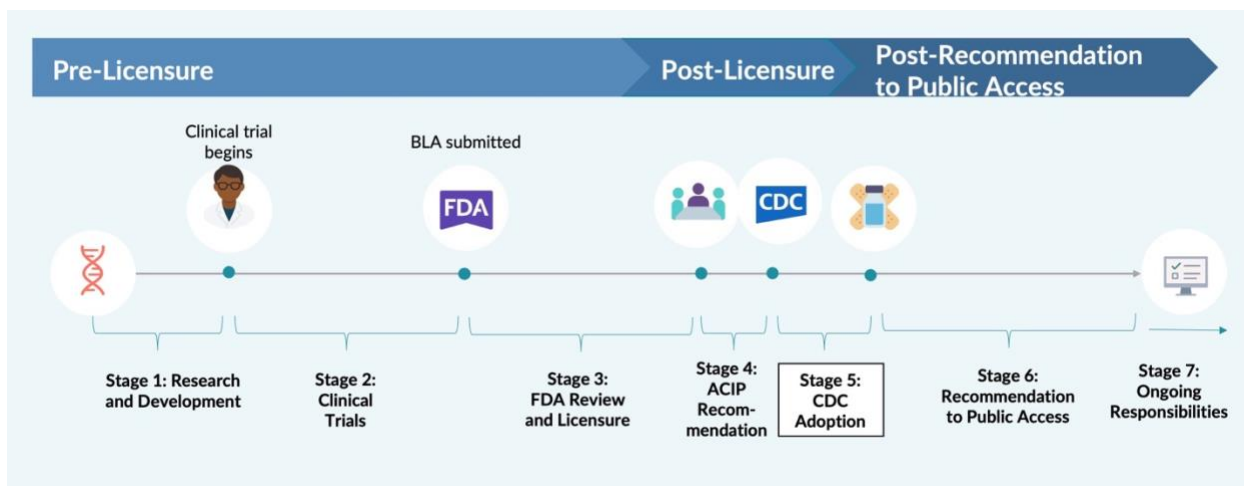 Pre-Licensure
Post-Licensure
Post-Recommendation
to Public Access
Clinical trial
begins
BLA submitted
FDA
CDC
Stage 1: Research
and Development
Stage 2:
Clinical
Trials
Stage 3:
FDA Review
and Licensure
Stage 4:
ACIP
Recom-
mendation
Stage 5:
CDC
Adoption
Stage 6:
Recommendation
to Public Access
Stage 7:
Ongoing
Responsibilities